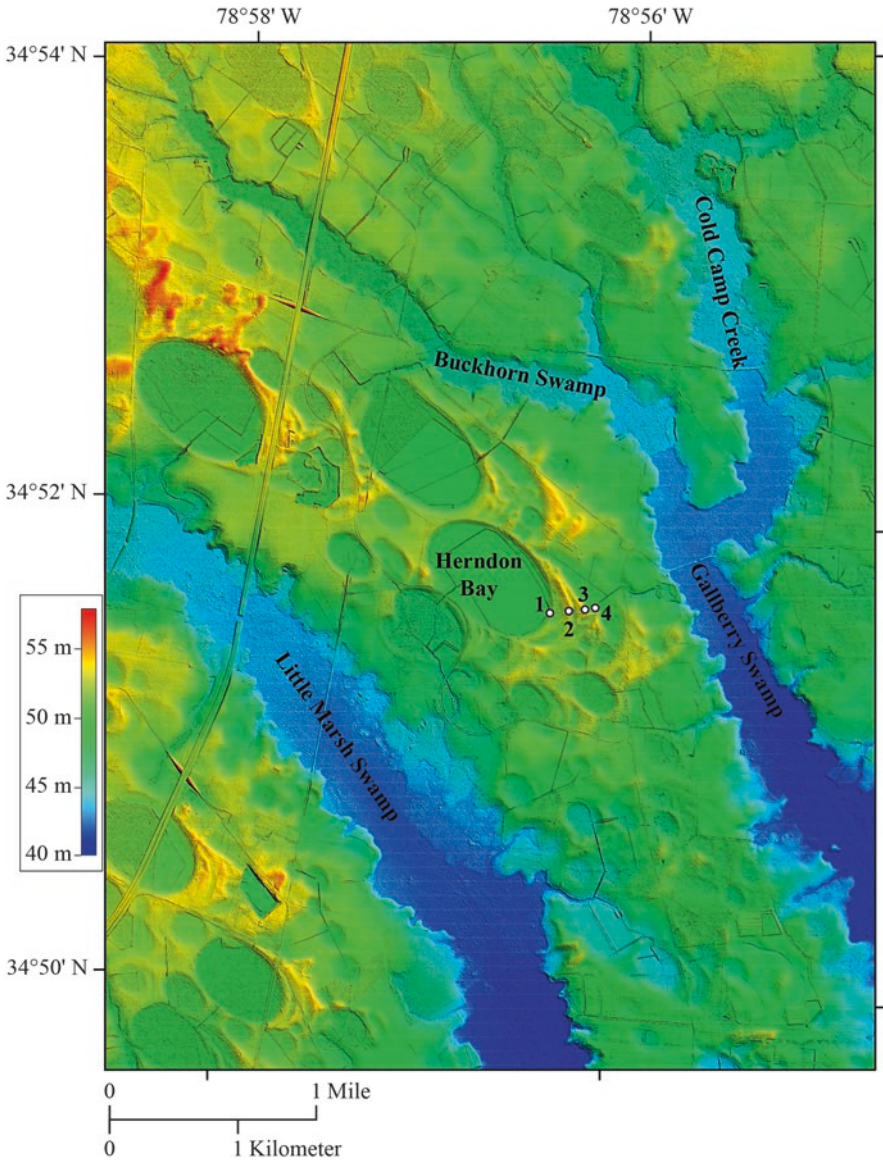 78°58' W
78°56' W
34°54' N
Cold Camp Creek
Buckhorn Swamp
34°52' N
Herndon
Bay
1
2
3
4
Gallberry Swamp
55 m
50 m
45 m
40 m
Little Marsh Swamp
34°50' N
0
1 Mile
0
1 Kilometer